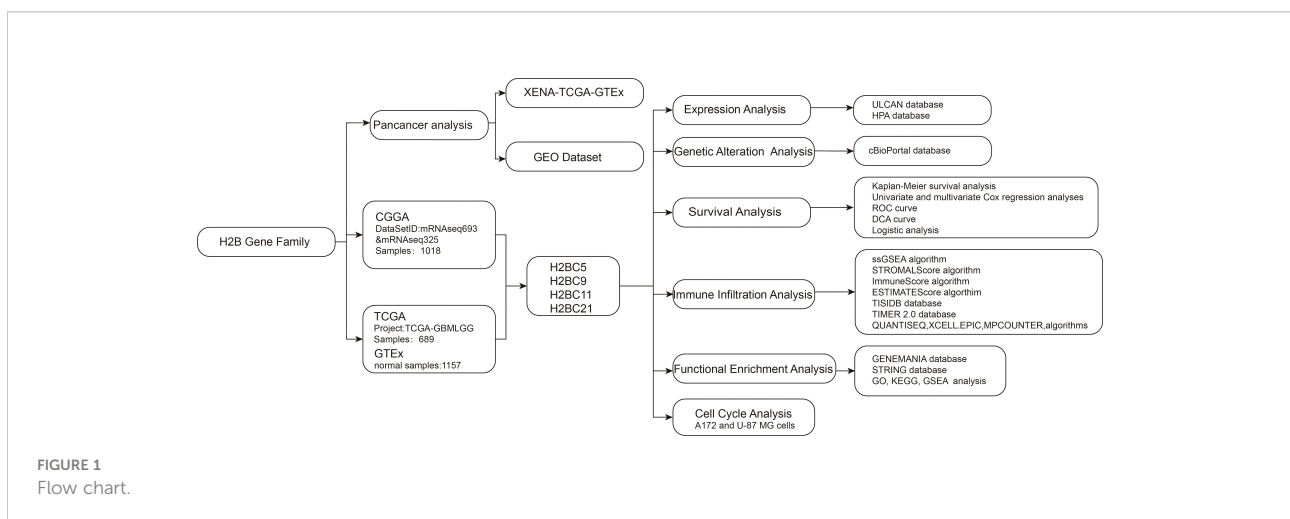 H2B Gene Family
Pancancer analysis
XENA-TCGA-GTEx
GEO Dataset
CGGA
DataSetID:mRNAseq693
&mRNAseq325
Samples: 1018
TCGA
Project:TCGA-GBMLGG
Samples: 689
GTEx
normal samples:1157
H2BC5
H2BC9
H2BC11
H2BC21
Expression Analysis
ULCAN database
HPA database
Genetic Alteration Analysis
cBioPortal database
Survival Analysis
Kaplan-Meier survival analysis
Univariate and multivariate Cox regression analyses
ROC curve
DCA curve
Logistic analysis
Immune Infiltration Analysis
ssGSEA algorithm
STROMALScore algorithm
ImmuneScore algorithm
ESTIMATEScore algorthim
TISIDB database
TIMER 2.0 database
QUANTISEQ,XCELL.EPIC,MPCOUNTER,algorithms
Functional Enrichment Analysis
GENEMANIA database
STRING database
GO, KEGG, GSEA analysis
Cell Cycle Analysis
A172 and U-87 MG cells
FIGURE 1
Flow chart.